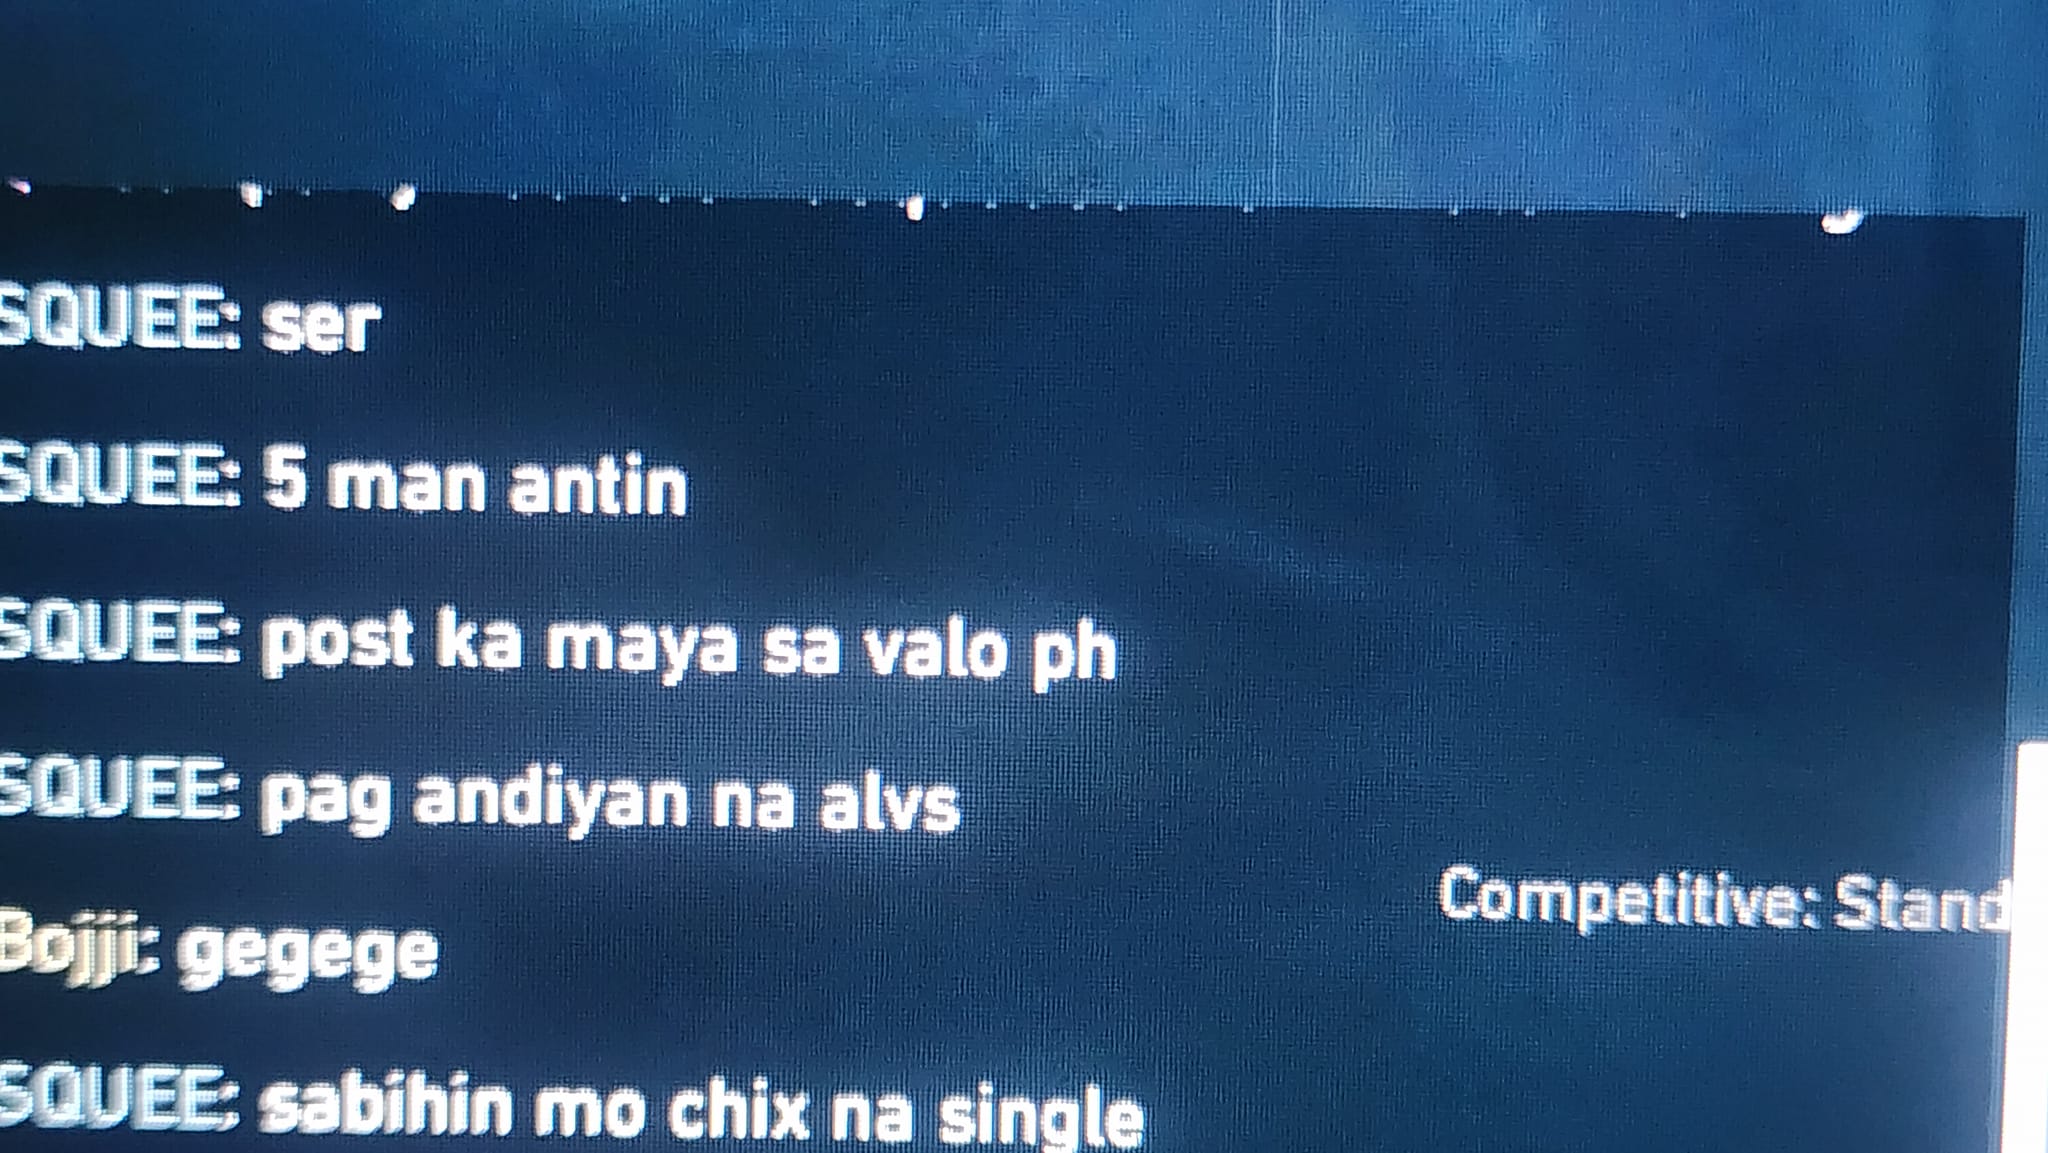 SQUEE: ser
SQUEE: 5 man antin
SQUEE: post ka maya sa valo ph
SQUEE: pag andiyan na alvs
Competitive: Stand
Bojji: gegege
SQUEE: sabihin mo chix na single